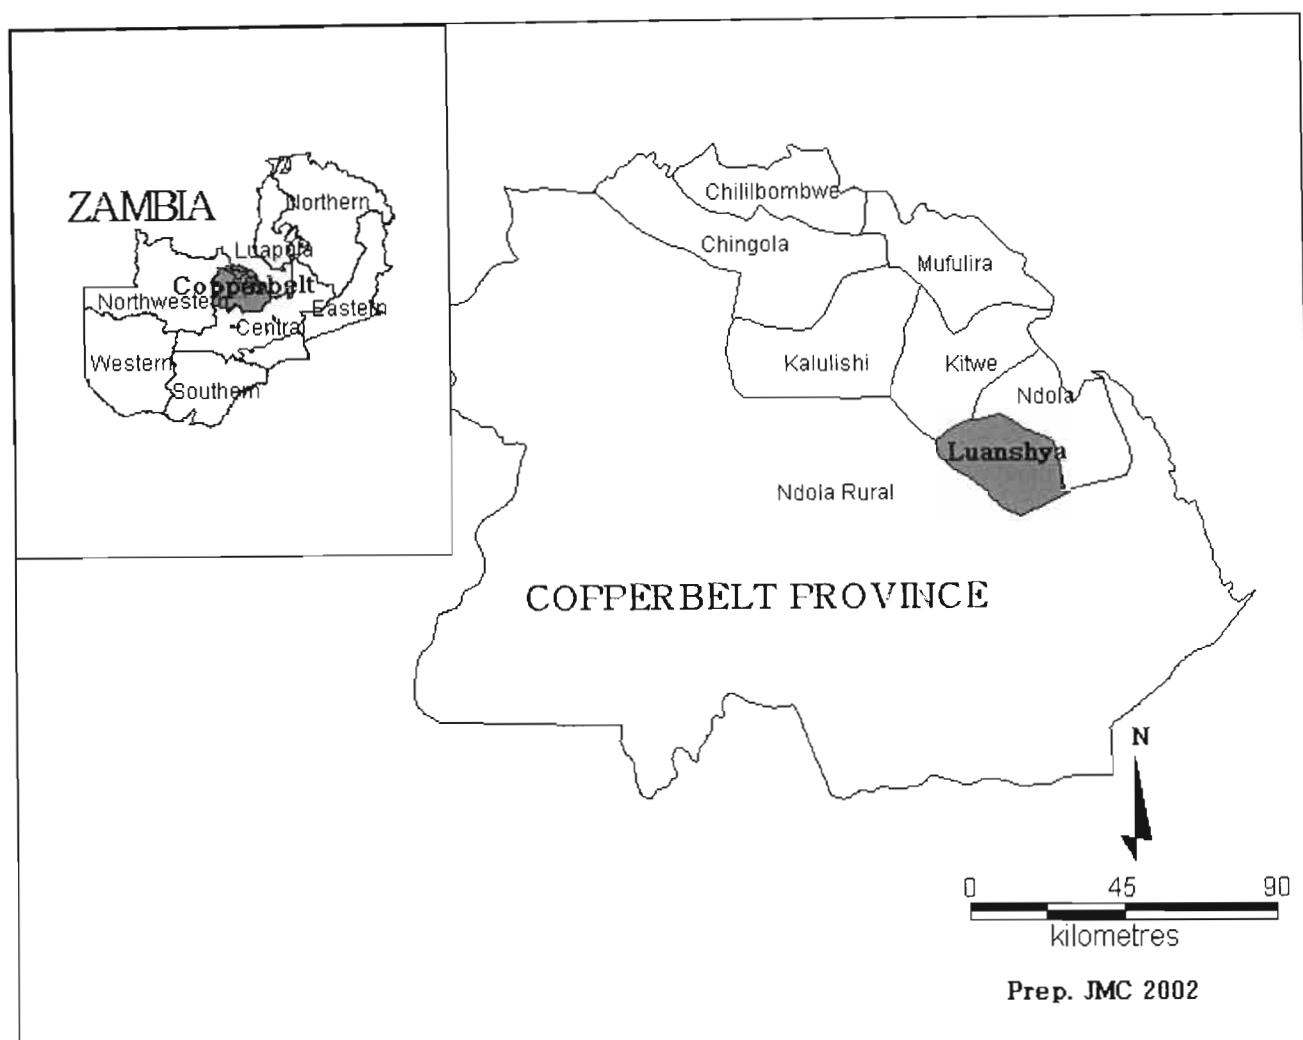 ZAMBIA
Northern
Luapula
Copperbelt
Northwestern
Eastern
Central
Western
Southern
Chililbombwe
Chingola
Mufulira
Kalulishi
Kitwe
Ndola
Luanshya
Ndola Rural
COPPERBELT PROVINCE
N
0 45 90
kilometres
Prep. JMC 2002